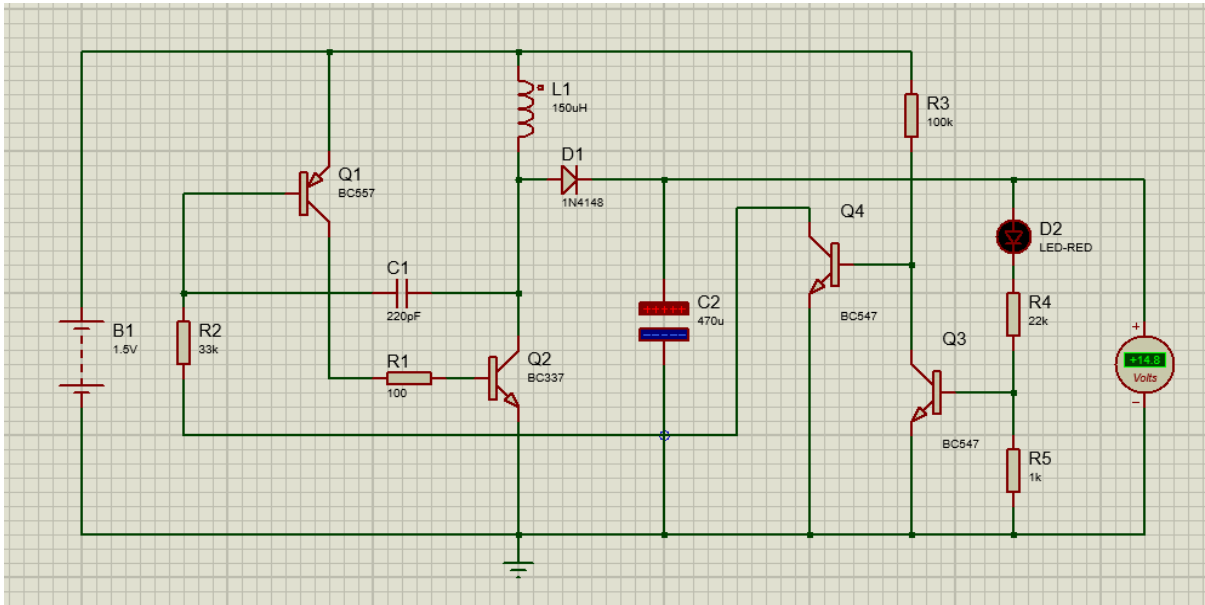 L1
150uH
R3
100k
D1
1N4148
Q1
BC557
Q4
BC547
D2
LED-RED
C1
220pF
C2
470u
R4
22k
B1
1.5V
R2
33k
R1
100
Q2
BC337
Q3
BC547
+
+14.8
Volts
R5
1k